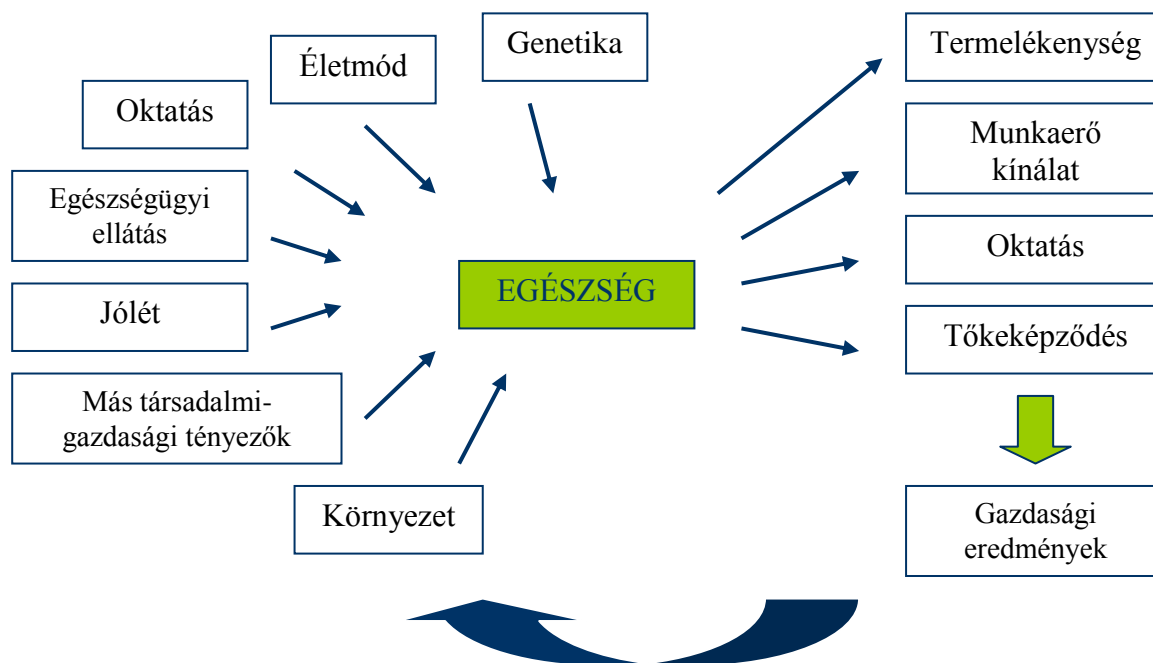 Genetika
Életmód
Oktatás
Egészségügyi
ellátás
Jólét
Más társadalmi-
gazdasági tényezők
Környezet
EGÉSZSÉG
Termelékenység
Munkaerő
kínálat
Oktatás
Tőkeképződés
Gazdasági
eredmények